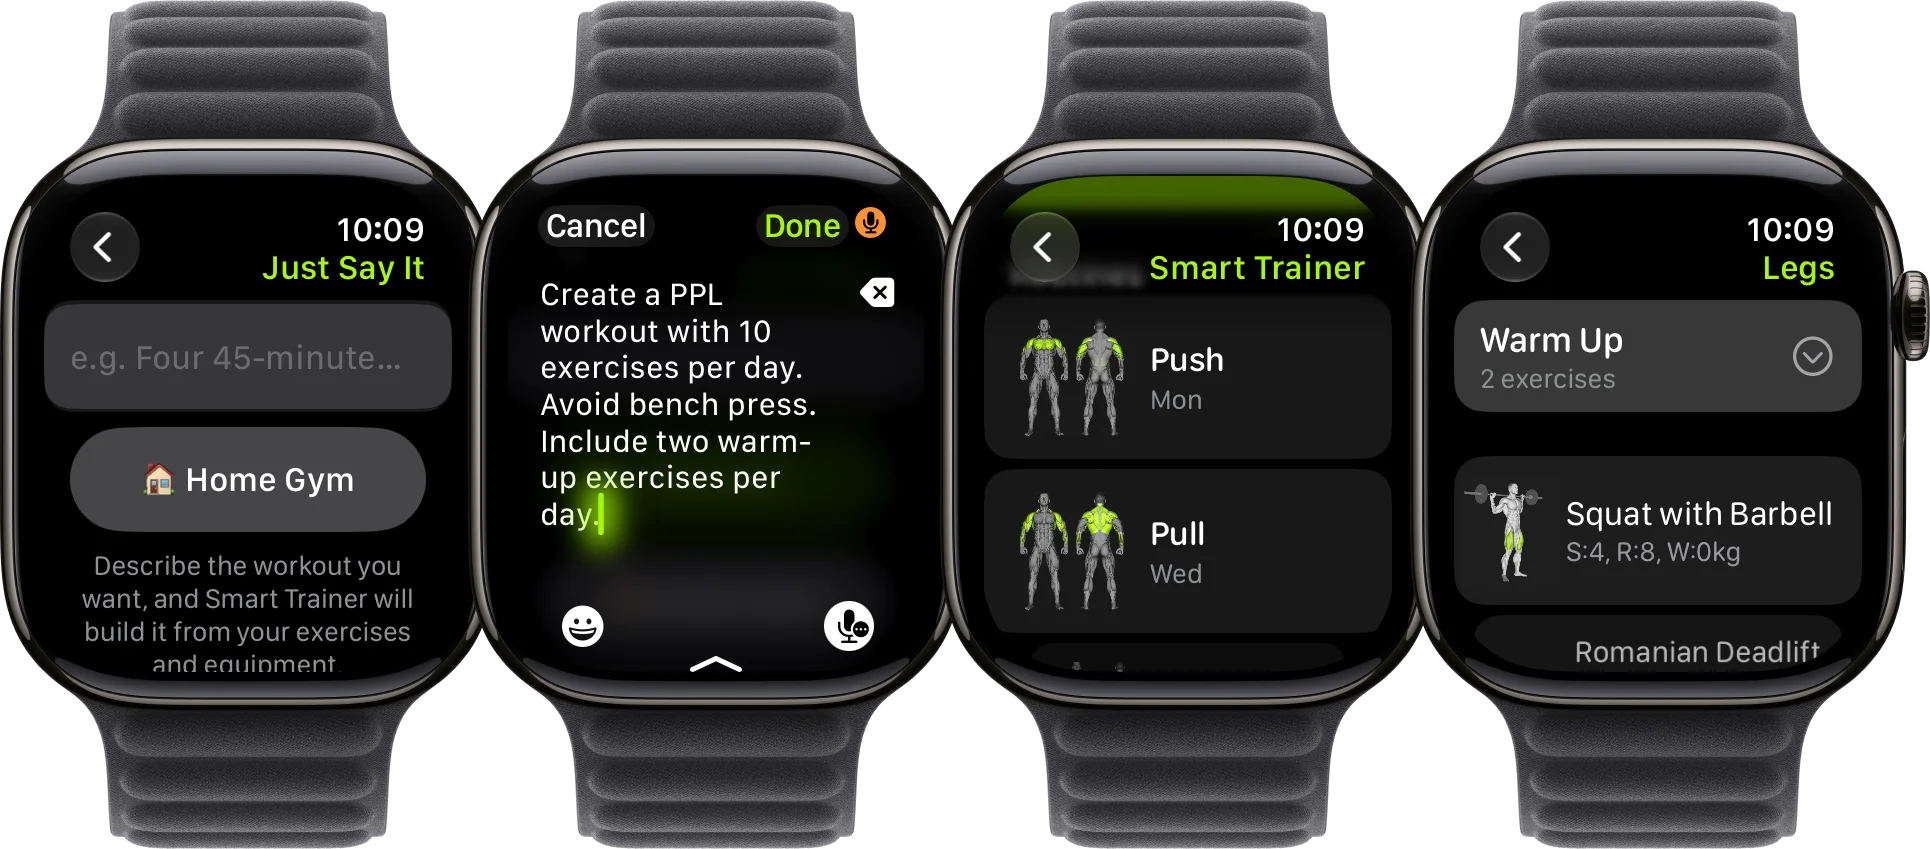 10:09
Just Say It
e.g. Four 45-minute...
Home Gym
Describe the workout you
want, and Smart Trainer will
build it from your exercises
and equipment.
Cancel
Done
Create a PPL
workout with 10
exercises per day.
Avoid bench press.
Include two warm-
up exercises per
day.
10:09
Smart Trainer
Push
Mon
Pull
Wed
10:09
Legs
Warm Up
2 exercises
Squat with Barbell
S:4, R:8, W:0kg
Romanian Deadlift